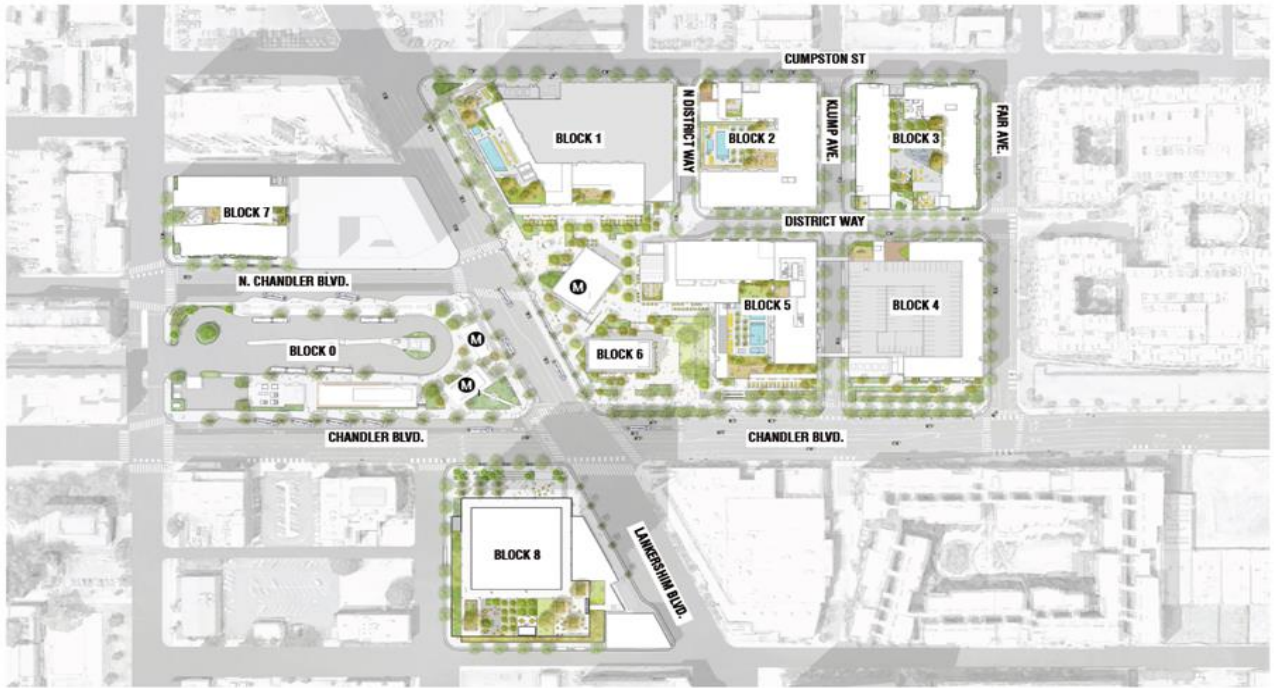 CUMPSTON ST
BLOCK 1
N DISTRICT WAY
BLOCK 2
KLUMP AVE.
BLOCK 3
FAIR AVE.
BLOCK 7
DISTRICT WAY
N. CHANDLER BLVD.
M
BLOCK 5
BLOCK 4
M
BLOCK 0
BLOCK 6
M
CHANDLER BLVD.
CHANDLER BLVD.
BLOCK 8
LANKERSHIM BLVD.